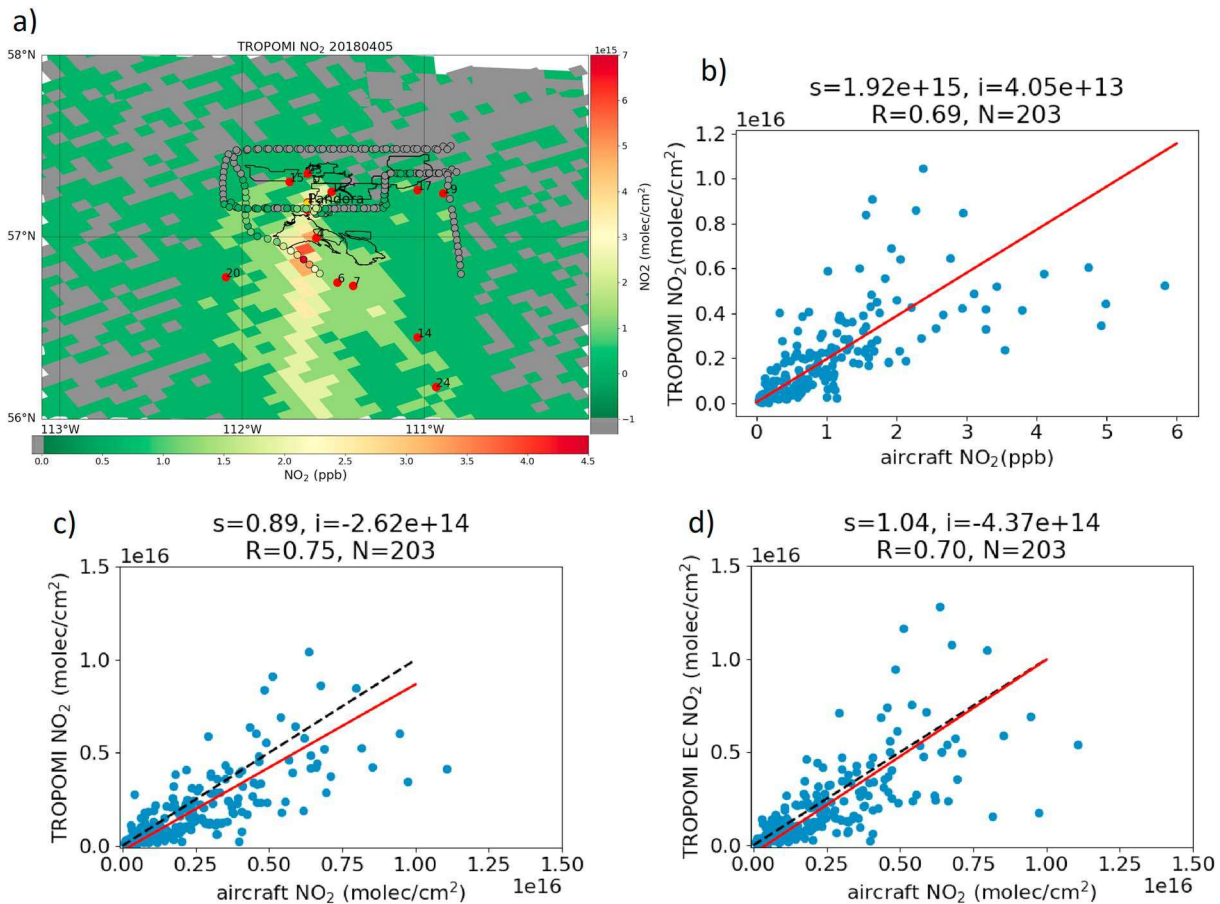 a)
TROPOMI NO₂ 20180405
1e15
58°N
57°N
56°N
113°W
112°W
111°W
15
17
19
Pandora
20
6
7
14
24
7
6
5
4
3
2
1
0
−1
NO2 (molec/cm²)
0.0 0.5 1.0 1.5 2.0 2.5 3.0 3.5 4.0 4.5
NO₂ (ppb)
b)
s=1.92e+15, i=4.05e+13
R=0.69, N=203
1e16
1.2
1.0
0.8
0.6
0.4
0.2
0.0
TROPOMI NO₂(molec/cm²)
0 1 2 3 4 5 6
aircraft NO₂(ppb)
c)
s=0.89, i=-2.62e+14
R=0.75, N=203
1e16
1.5
1.0
0.5
0.0
TROPOMI NO₂ (molec/cm²)
0.00 0.25 0.50 0.75 1.00 1.25 1.50
1e16
aircraft NO₂ (molec/cm²)
d)
s=1.04, i=-4.37e+14
R=0.70, N=203
1e16
1.5
1.0
0.5
0.0
TROPOMI EC NO₂ (molec/cm²)
0.00 0.25 0.50 0.75 1.00 1.25 1.50
1e16
aircraft NO₂ (molec/cm²)